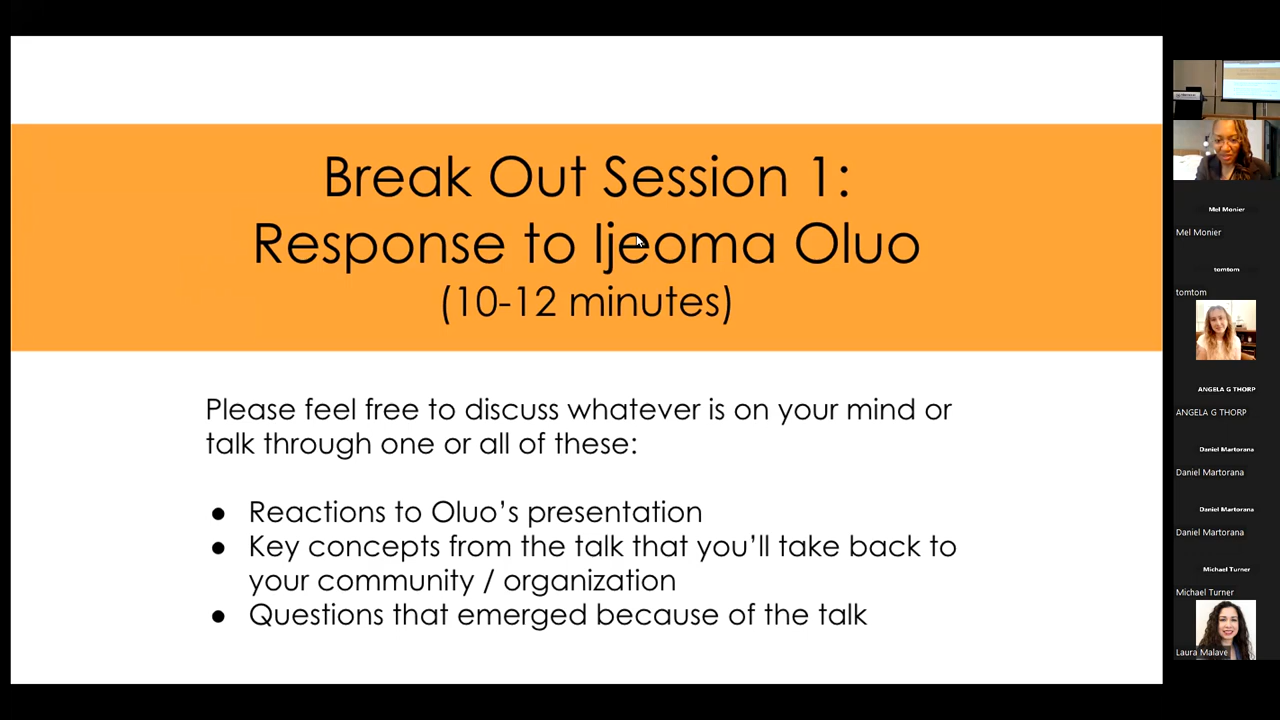 Break Out Session 1:
Response to Ijeoma Oluo
(10-12 minutes)
Please feel free to discuss whatever is on your mind or
talk through one or all of these:
● Reactions to Oluo’s presentation
● Key concepts from the talk that you’ll take back to
your community / organization
● Questions that emerged because of the talk
Mel Monier
Mel Monier
tomtom
tomtom
ANGELA G THORP
ANGELA G THORP
Daniel Martorana
Daniel Martorana
Daniel Martorana
Daniel Martorana
Michael Turner
Michael Turner
Laura Malave